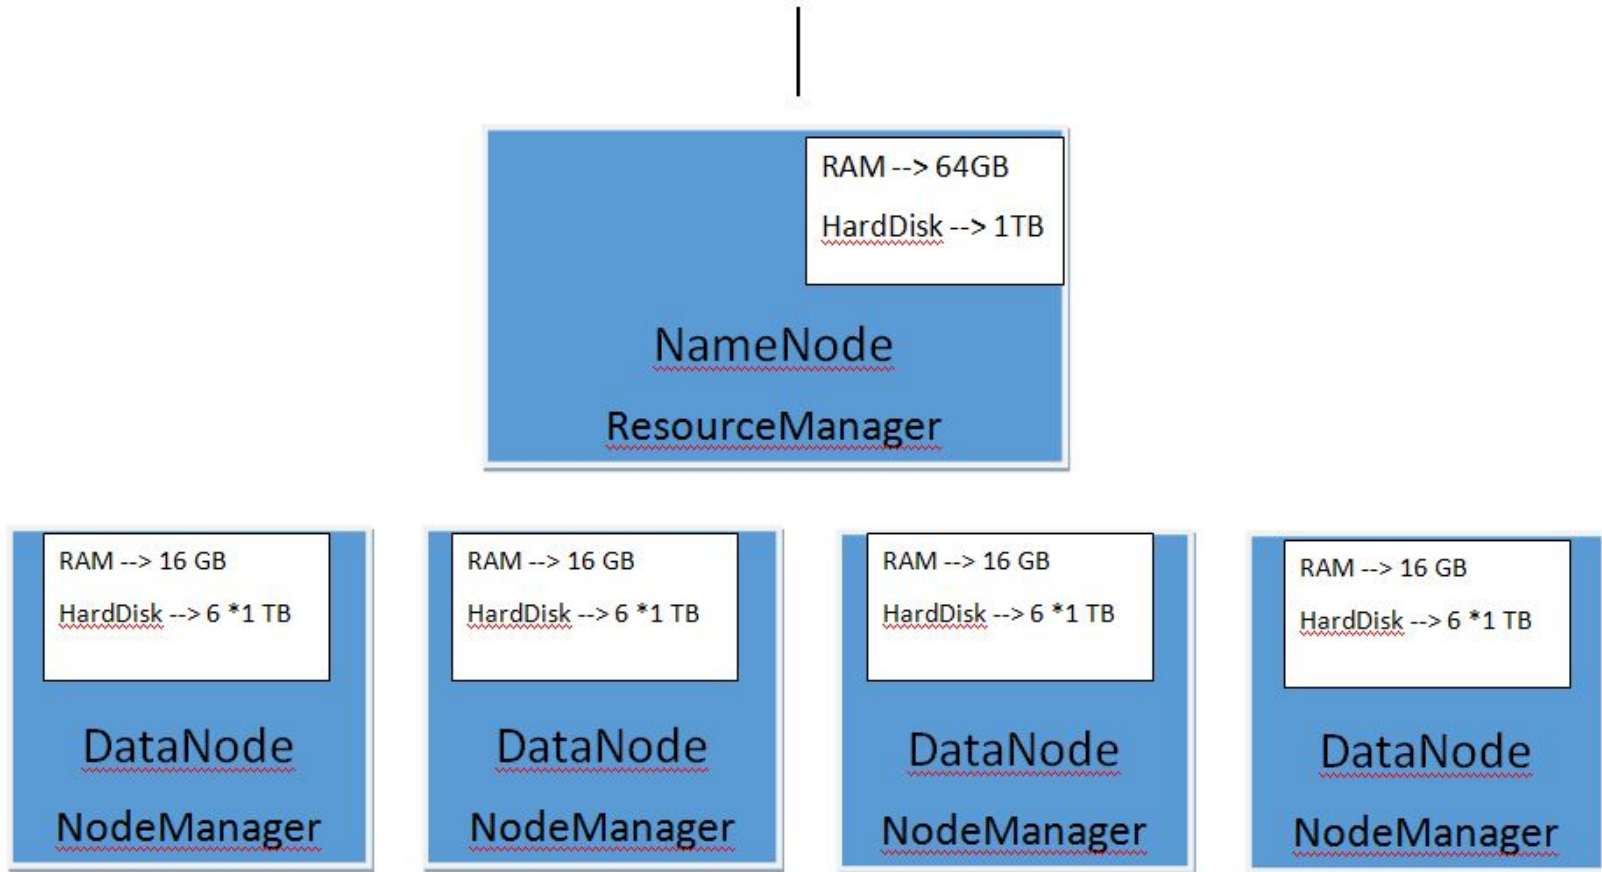 RAM --> 64GB
HardDisk --> 1TB
NameNode
ResourceManager
RAM --> 16 GB
HardDisk --> 6 *1 TB
DataNode
NodeManager
RAM --> 16 GB
HardDisk --> 6 *1 TB
DataNode
NodeManager
RAM --> 16 GB
HardDisk --> 6 *1 TB
DataNode
NodeManager
RAM --> 16 GB
HardDisk --> 6 *1 TB
DataNode
NodeManager